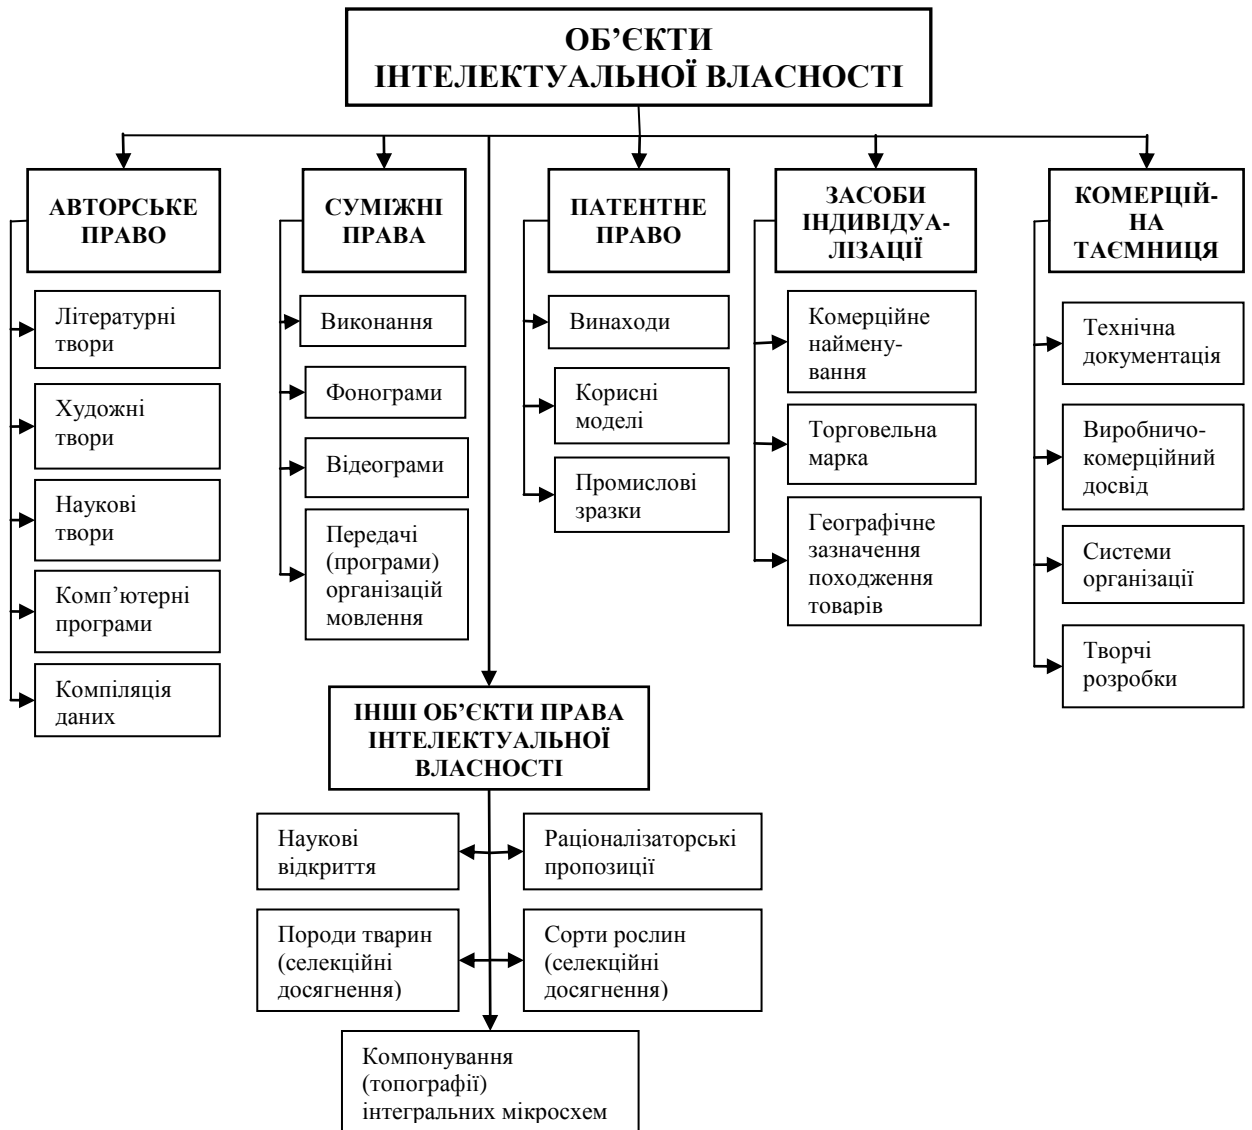 ОБ’ЄКТИ
ІНТЕЛЕКТУАЛЬНОЇ ВЛАСНОСТІ
АВТОРСЬКЕ
ПРАВО
Літературні
твори
Художні
твори
Наукові
твори
Комп’ютерні
програми
Компіляція
даних
СУМІЖНІ
ПРАВА
Виконання
Фонограми
Відеограми
Передачі
(програми)
організацій
мовлення
ПАТЕНТНЕ
ПРАВО
Винаходи
Корисні
моделі
Промислові
зразки
ЗАСОБИ
ІНДИВІДУА-
ЛІЗАЦІЇ
Комерційне
наймену-
вання
Торговельна
марка
Географічне
зазначення
походження
товарів
КОМЕРЦІЙ-
НА
ТАЄМНИЦЯ
Технічна
документація
Виробничо-
комерційний
досвід
Системи
організації
Творчі
розробки
ІНШІ ОБ’ЄКТИ ПРАВА
ІНТЕЛЕКТУАЛЬНОЇ
ВЛАСНОСТІ
Наукові
відкриття
Раціоналізаторські
пропозиції
Породи тварин
(селекційні
досягнення)
Сорти рослин
(селекційні
досягнення)
Компонування
(топографії)
інтегральних мікросхем